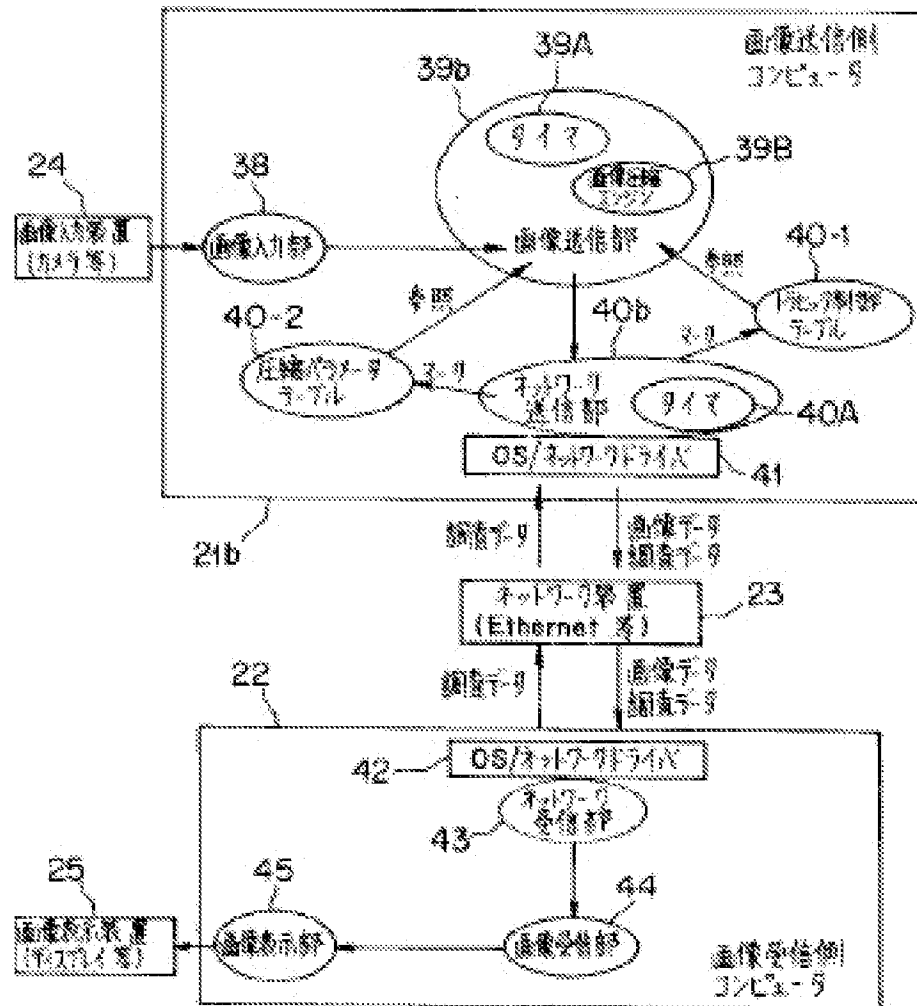 画像送信側
コンピュータ
39A
39b
タイマ
39B
画像圧縮
エンジン
24
38
画像入力装置
(カメラ等)
画像入力部
画像送信部
40-1
参照
参照
トラヒック制御
テーブル
40-2
40b
マーク
圧縮パラメータ
テーブル
マーク
ネットワーク
送信部
タイマ
40A
OS/ネットワークドライバ
41
21b
調査データ
画像データ
調査データ
ネットワーク装置
(Ethernet 等)
23
調査データ
画像データ
調査データ
22
42
OS/ネットワークドライバ
ネットワーク
受信部
43
25
45
44
画像表示装置
(ディスプレイ等)
画像表示部
画像受信部
画像受信側
コンピュータ